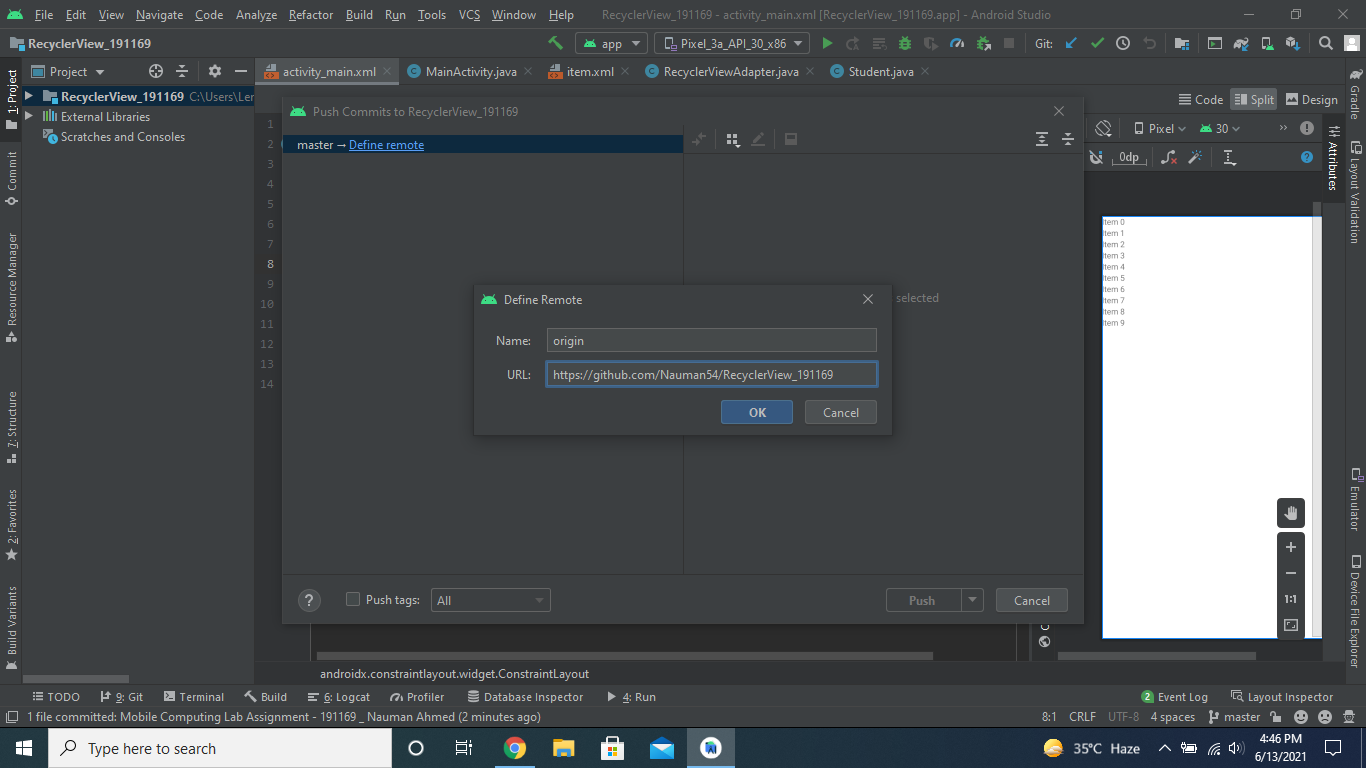 File Edit View Navigate Code Analyze Refactor Build Run Tools VCS Window Help RecyclerView_191169 - activity_main.xml [RecyclerView_191169.app] - Android Studio
RecyclerView_191169 app Pixel_3a_API_30_x86 Git:
Project activity_main.xml MainActivity.java item.xml RecyclerViewAdapter.java Student.java
RecyclerView_191169 C:\Users\Ler
External Libraries
Scratches and Consoles
Code Split Design
Pixel 30
0dp
1: Project
Commit
Resource Manager
7: Structure
2: Favorites
Build Variants
1
2
3
4
5
6
7
8
9
10
11
12
13
14
Push Commits to RecyclerView_191169
master → Define remote
selected
Define Remote
Name: origin
URL: https://github.com/Nauman54/RecyclerView_191169
OK Cancel
? Push tags: All Push Cancel
Item 0
Item 1
Item 2
Item 3
Item 4
Item 5
Item 6
Item 7
Item 8
Item 9
1:1
Gradle
Attributes
Layout Validation
Emulator
Device File Explorer
androidx.constraintlayout.widget.ConstraintLayout
TODO 9: Git Terminal Build 6: Logcat Profiler Database Inspector 4: Run 2 Event Log Layout Inspector
1 file committed: Mobile Computing Lab Assignment - 191169 _ Nauman Ahmed (2 minutes ago) 8:1 CRLF UTF-8 4 spaces master
Type here to search 35°C Haze 4:46 PM
6/13/2021